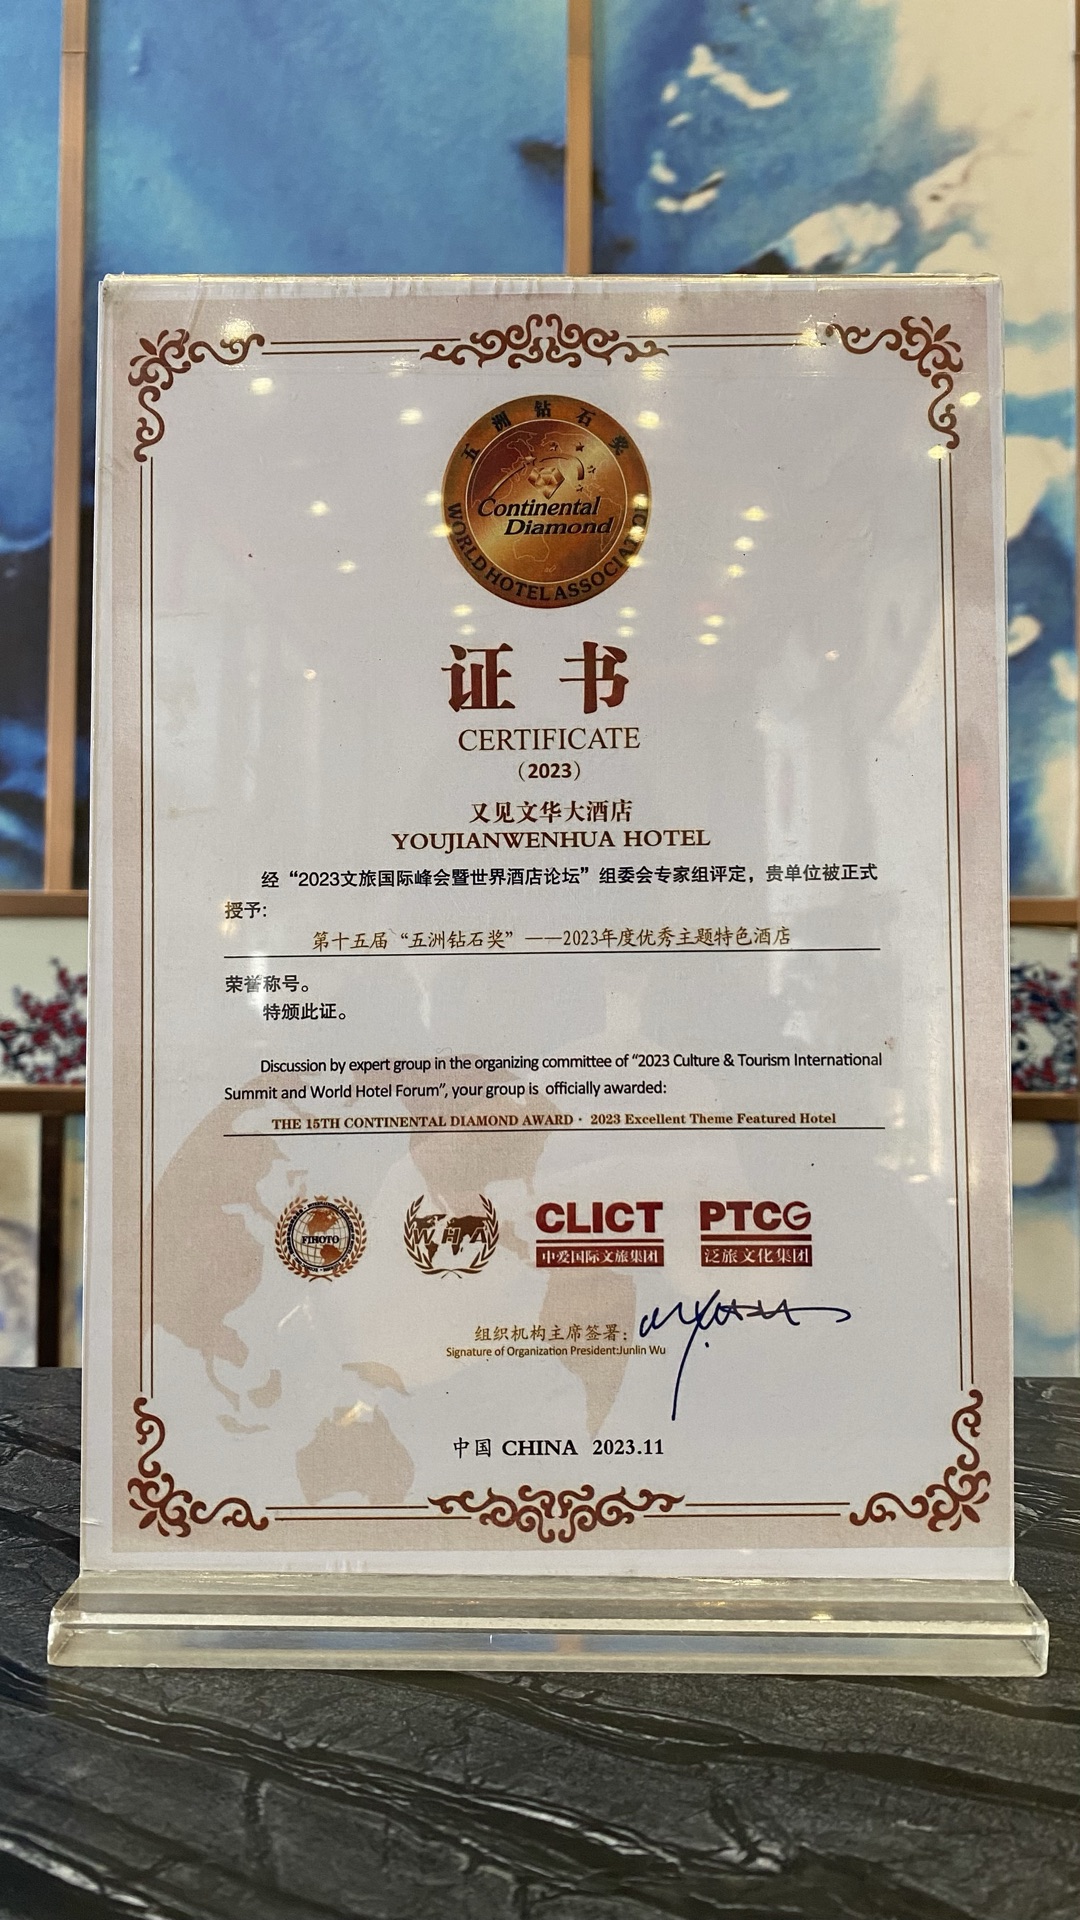 五洲钻石奖
Continental
Diamond
WORLD HOTEL ASSOCIATION
证书
CERTIFICATE
（2023）
又见文华大酒店
YOUJIANWENHUA HOTEL
经“2023文旅国际峰会暨世界酒店论坛”组委会专家组评定，贵单位被正式
授予:
第十五届“五洲钻石奖”——2023年度优秀主题特色酒店
荣誉称号。
特颁此证。
Discussion by expert group in the organizing committee of “2023 Culture & Tourism International
Summit and World Hotel Forum”, your group is officially awarded:
THE 15TH CONTINENTAL DIAMOND AWARD · 2023 Excellent Theme Featured Hotel
FIHOTO
WHA
CLICT
中爱国际文旅集团
PTCG
泛旅文化集团
组织机构主席签署:
Signature of Organization President:Junlin Wu
中国 CHINA 2023.11